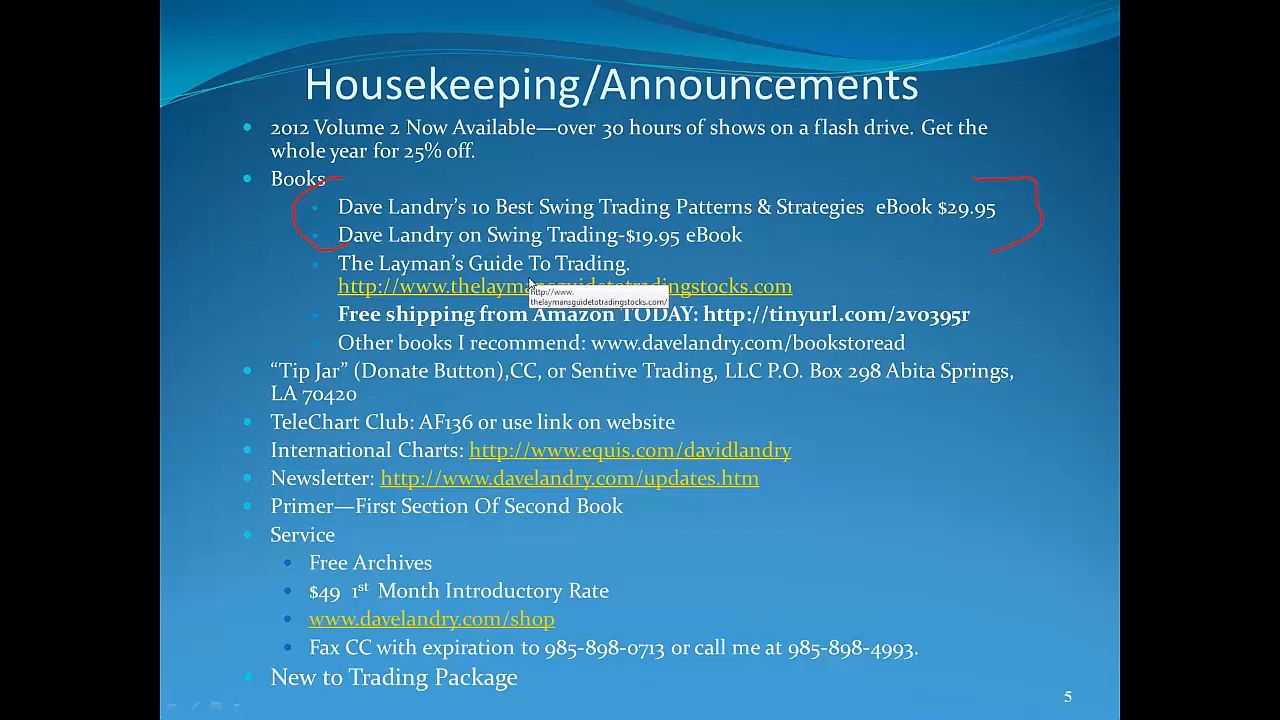 Housekeeping/Announcements
2012 Volume 2 Now Available—over 30 hours of shows on a flash drive. Get the
whole year for 25% off.
Books
Dave Landry's 10 Best Swing Trading Patterns & Strategies eBook $29.95
Dave Landry on Swing Trading-$19.95 eBook
The Layman's Guide To Trading.
http://www.thelaymansguidetotradingstocks.com
http://www.
thelaymansguidetotradingstocks.com/
Free shipping from Amazon TODAY: http://tinyurl.com/2v0395r
Other books I recommend: www.davelandry.com/bookstoread
“Tip Jar” (Donate Button),CC, or Sentive Trading, LLC P.O. Box 298 Abita Springs,
LA 70420
TeleChart Club: AF136 or use link on website
International Charts: http://www.equis.com/davidlandry
Newsletter: http://www.davelandry.com/updates.htm
Primer—First Section Of Second Book
Service
Free Archives
$49 1st Month Introductory Rate
www.davelandry.com/shop
Fax CC with expiration to 985-898-0713 or call me at 985-898-4993.
New to Trading Package
5